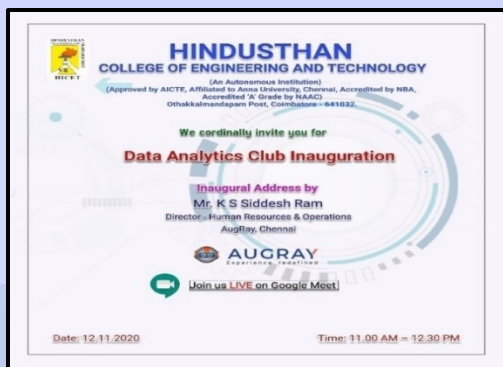 HICET
HINDUSTHAN
COLLEGE OF ENGINEERING AND TECHNOLOGY
(An Autonomous Institution)
(Approved by AICTE, Affiliated to Anna University, Chennai, Accredited by NBA,
Accredited 'A' Grade by NAAC)
Othakkalmandapam Post, Coimbatore - 641032.
We cordinally invite you for
Data Analytics Club Inauguration
Inaugural Address by
Mr. K S Siddesh Ram
Director - Human Resources & Operations
AugRay, Chennai
AUGRAY
Experience redefined
Join us LIVE on Google Meet
Date: 12.11.2020
Time: 11.00 AM – 12.30 PM